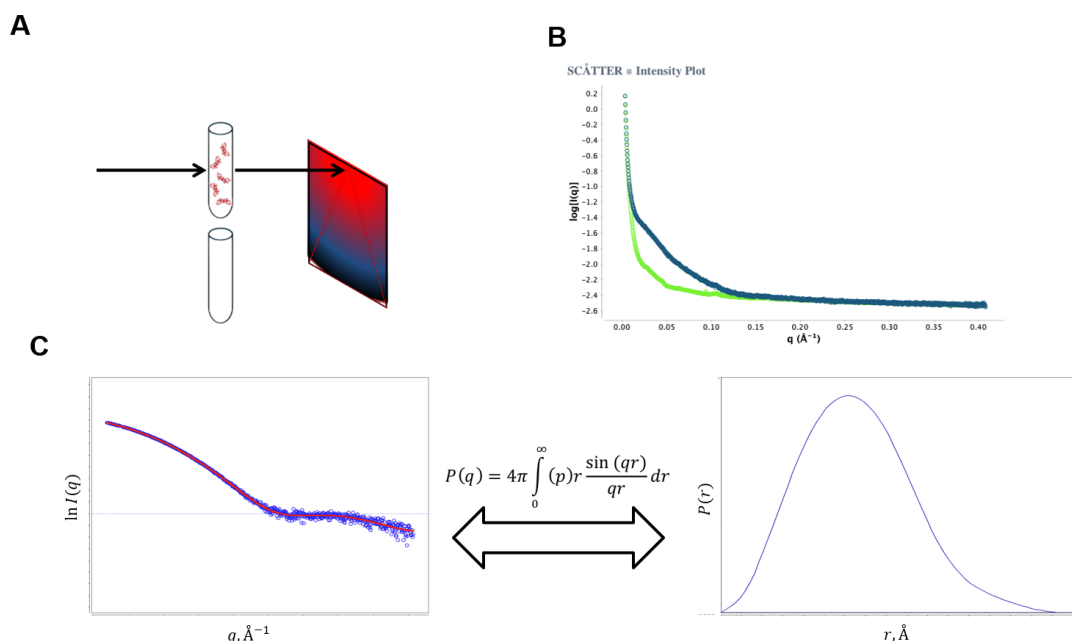 A
B
SCÅTTER ≡ Intensity Plot
0.2
0.0
−0.2
−0.4
−0.6
−0.8
−1.0
−1.2
−1.4
−1.6
−1.8
−2.0
−2.2
−2.4
−2.6
log[I(q)]
0.00 0.05 0.10 0.15 0.20 0.25 0.30 0.35 0.40
q (Å⁻¹)
C
ln I(q)
q, Å⁻¹
P(q) = 4π ∫₀^∞ (p)r sin (qr)/qr dr
P(r)
r, Å